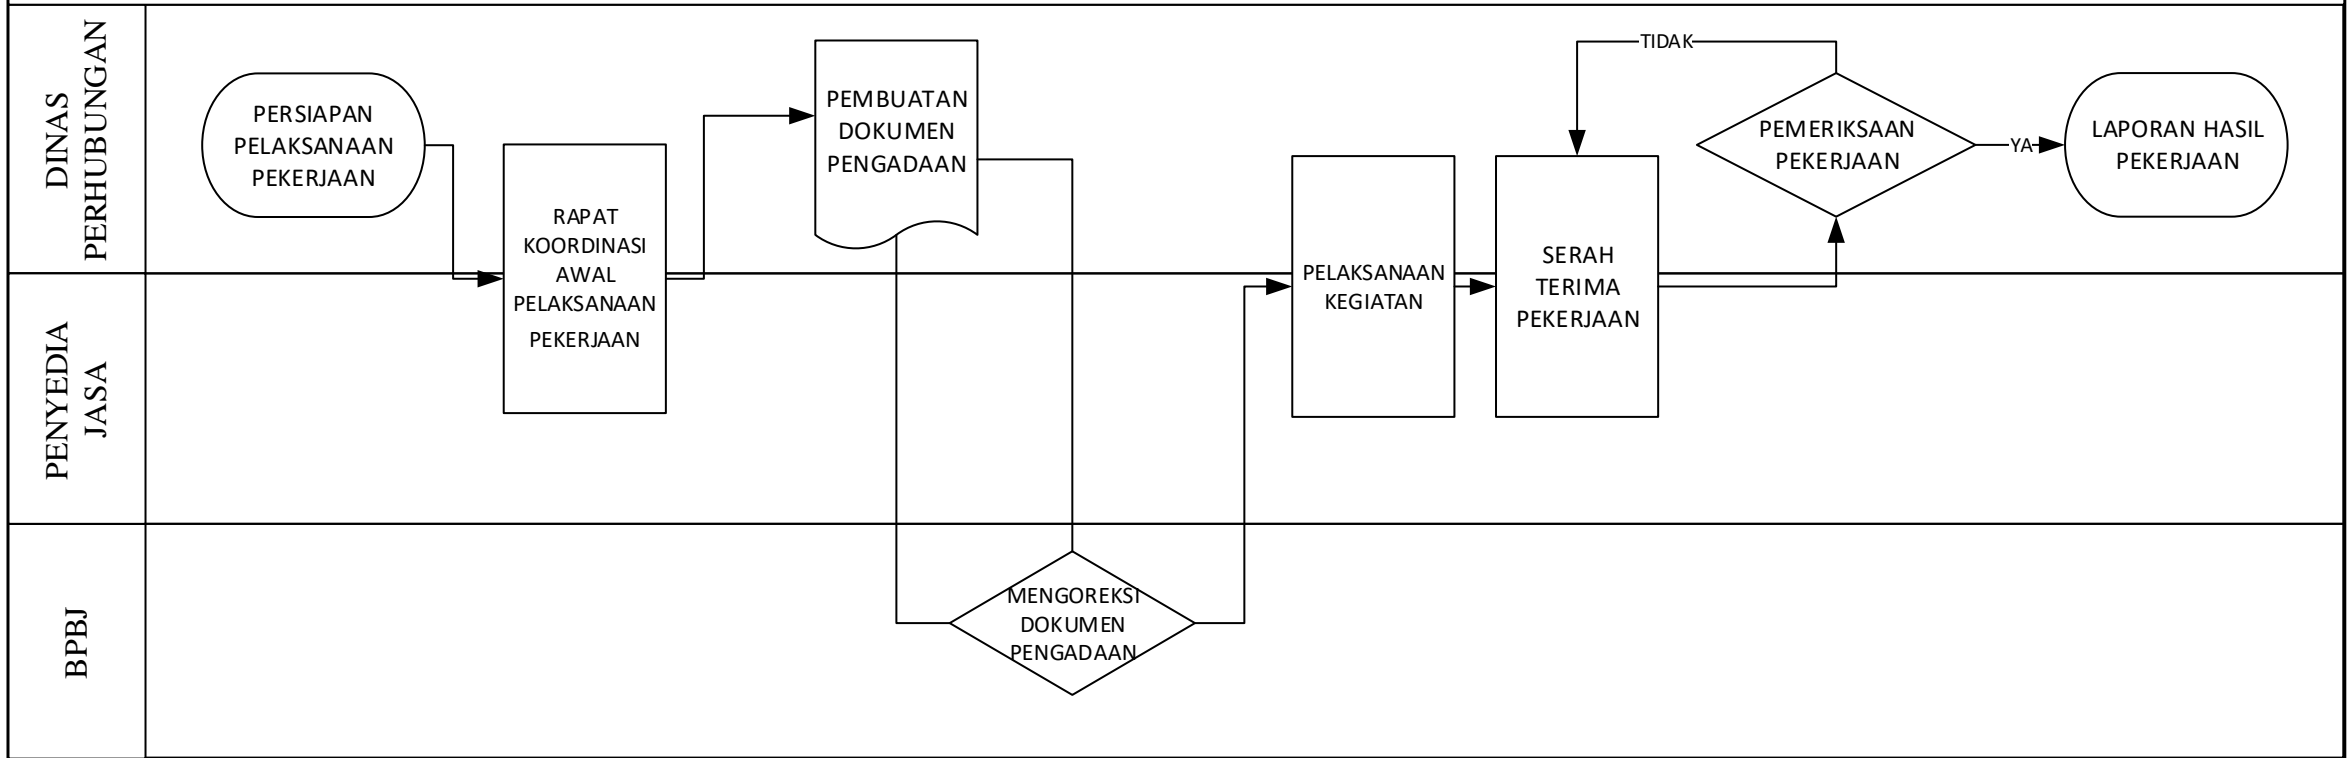 DINAS
PERHUBUNGAN
PERSIAPAN
PELAKSANAAN
PEKERJAAN
RAPAT
KOORDINASI
AWAL
PELAKSANAAN
PEKERJAAN
PEMBUATAN
DOKUMEN
PENGADAAN
PELAKSANAAN
KEGIATAN
SERAH
TERIMA
PEKERJAAN
TIDAK
PEMERIKSAAN
PEKERJAAN
YA
LAPORAN HASIL
PEKERJAAN
PENYEDIA
JASA
BPBJ
MENGOREKSI
DOKUMEN
PENGADAAN